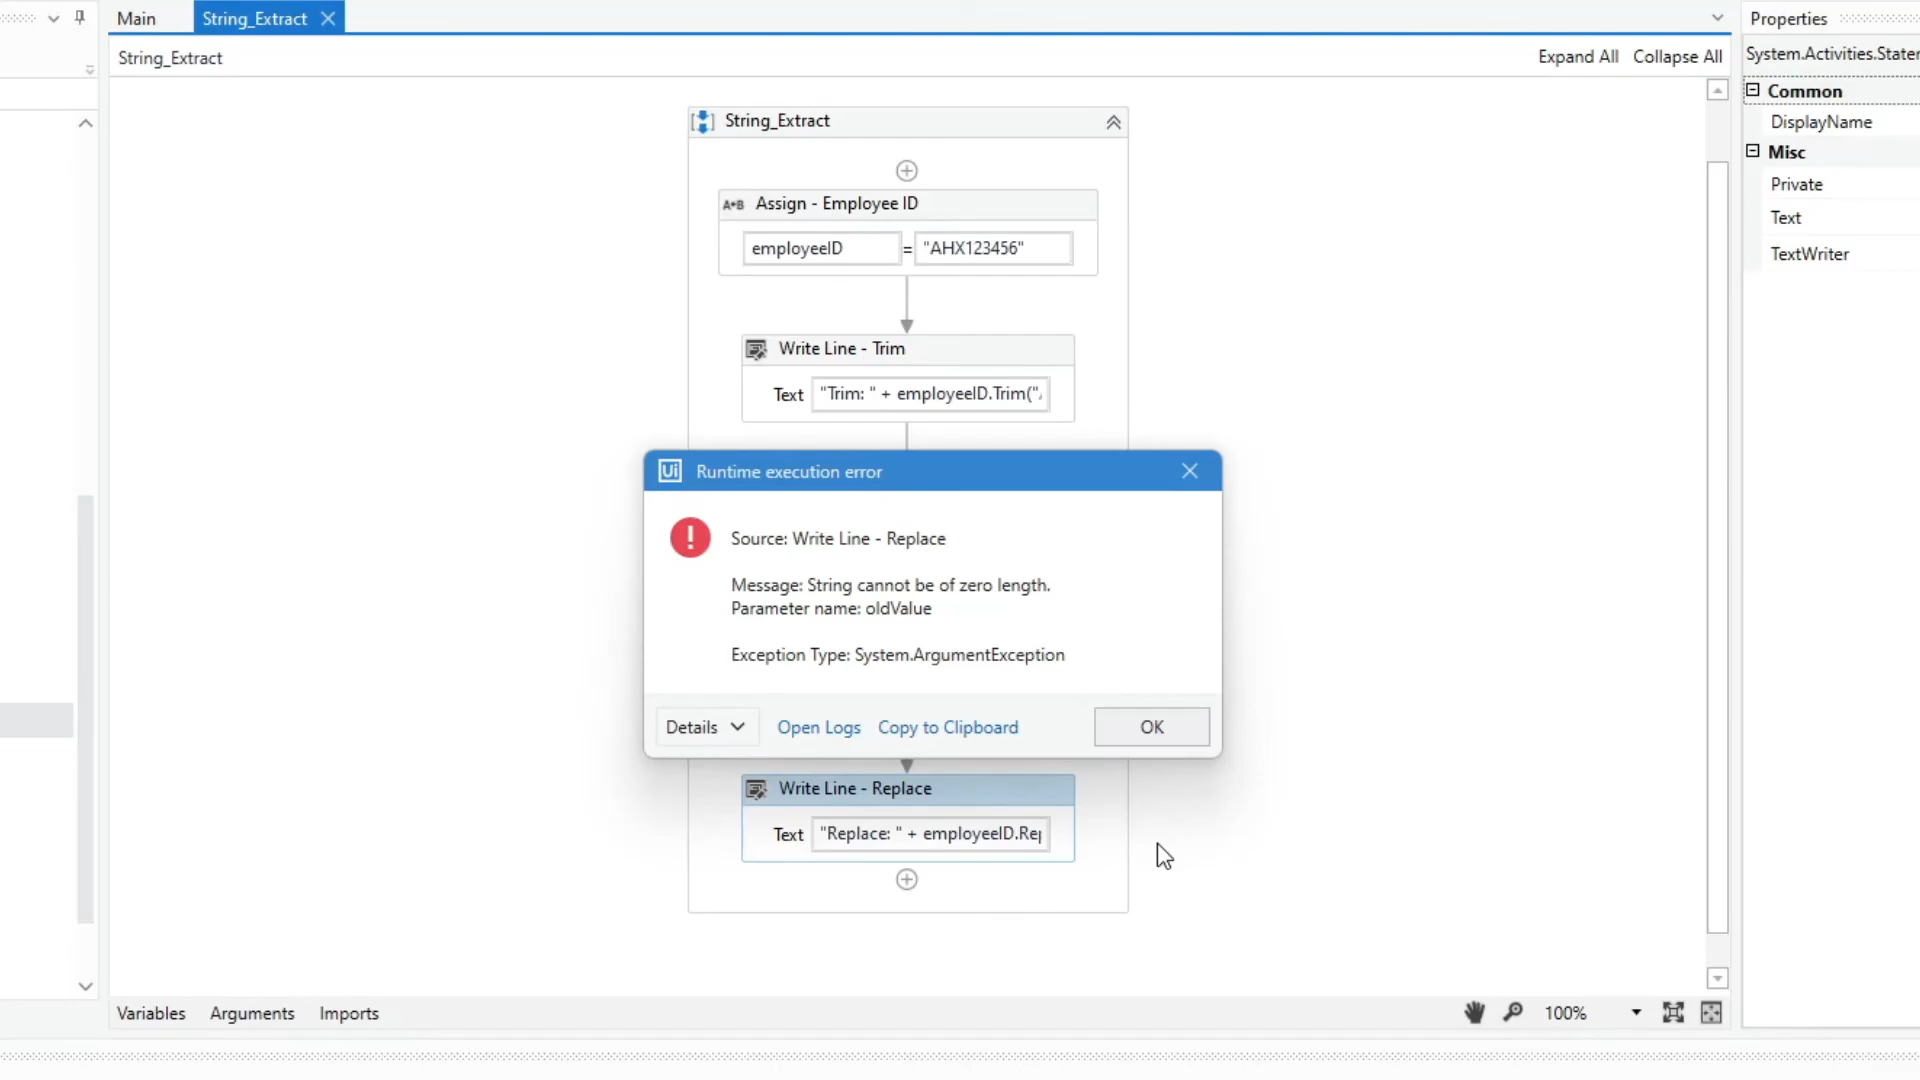 Main
String_Extract
Properties
String_Extract
Expand All
Collapse All
System.Activities.Stater
Common
DisplayName
Misc
Private
Text
TextWriter
String_Extract
A+B
Assign - Employee ID
employeeID
=
"AHX123456"
Write Line - Trim
Text
"Trim: " + employeeID.Trim("
Ui
Runtime execution error
Source: Write Line - Replace
Message: String cannot be of zero length.
Parameter name: oldValue
Exception Type: System.ArgumentException
Details
Open Logs
Copy to Clipboard
OK
Write Line - Replace
Text
"Replace: " + employeeID.Rep
Variables
Arguments
Imports
100%